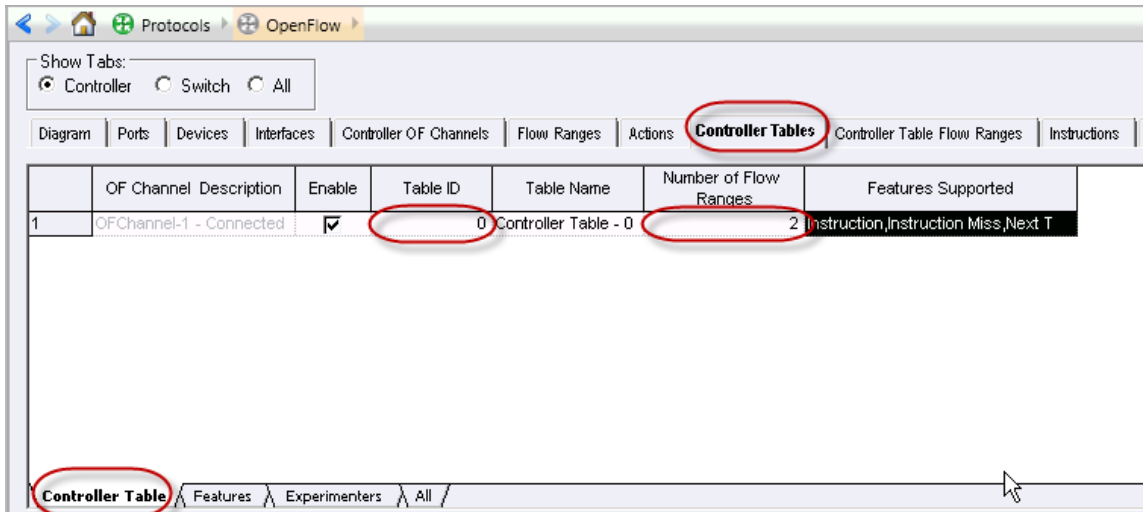 Protocols OpenFlow
Show Tabs:
Controller Switch All
Diagram Ports Devices Interfaces Controller OF Channels Flow Ranges Actions Controller Tables Controller Table Flow Ranges Instructions
OF Channel Description Enable Table ID Table Name Number of Flow Ranges Features Supported
1 OFChannel-1 - Connected 0 Controller Table - 0 2 Instruction,Instruction Miss,Next T
Controller Table Features Experimenters All